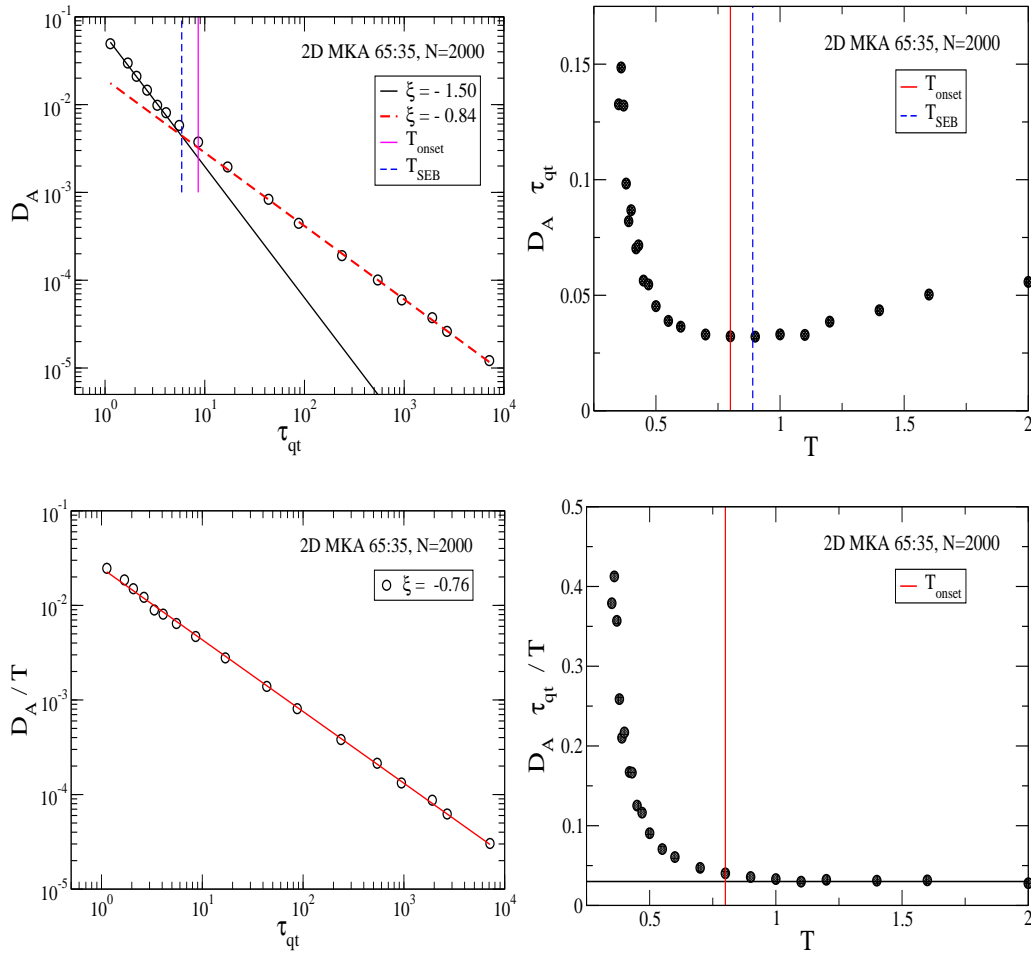 10^-1
10^-2
10^-3
10^-4
10^-5
D_A
10^0 10^1 10^2 10^3 10^4
τ_qt
2D MKA 65:35, N=2000
ξ = - 1.50
ξ = - 0.84
T_onset
T_SEB
0.15
0.1
0.05
0
D_A τ_qt
0.5 1 1.5 2
T
2D MKA 65:35, N=2000
T_onset
T_SEB
10^-1
10^-2
10^-3
10^-4
10^-5
D_A / T
10^0 10^1 10^2 10^3 10^4
τ_qt
2D MKA 65:35, N=2000
ξ = -0.76
0.5
0.4
0.3
0.2
0.1
0
D_A τ_qt / T
0.5 1 1.5 2
T
2D MKA 65:35, N=2000
T_onset